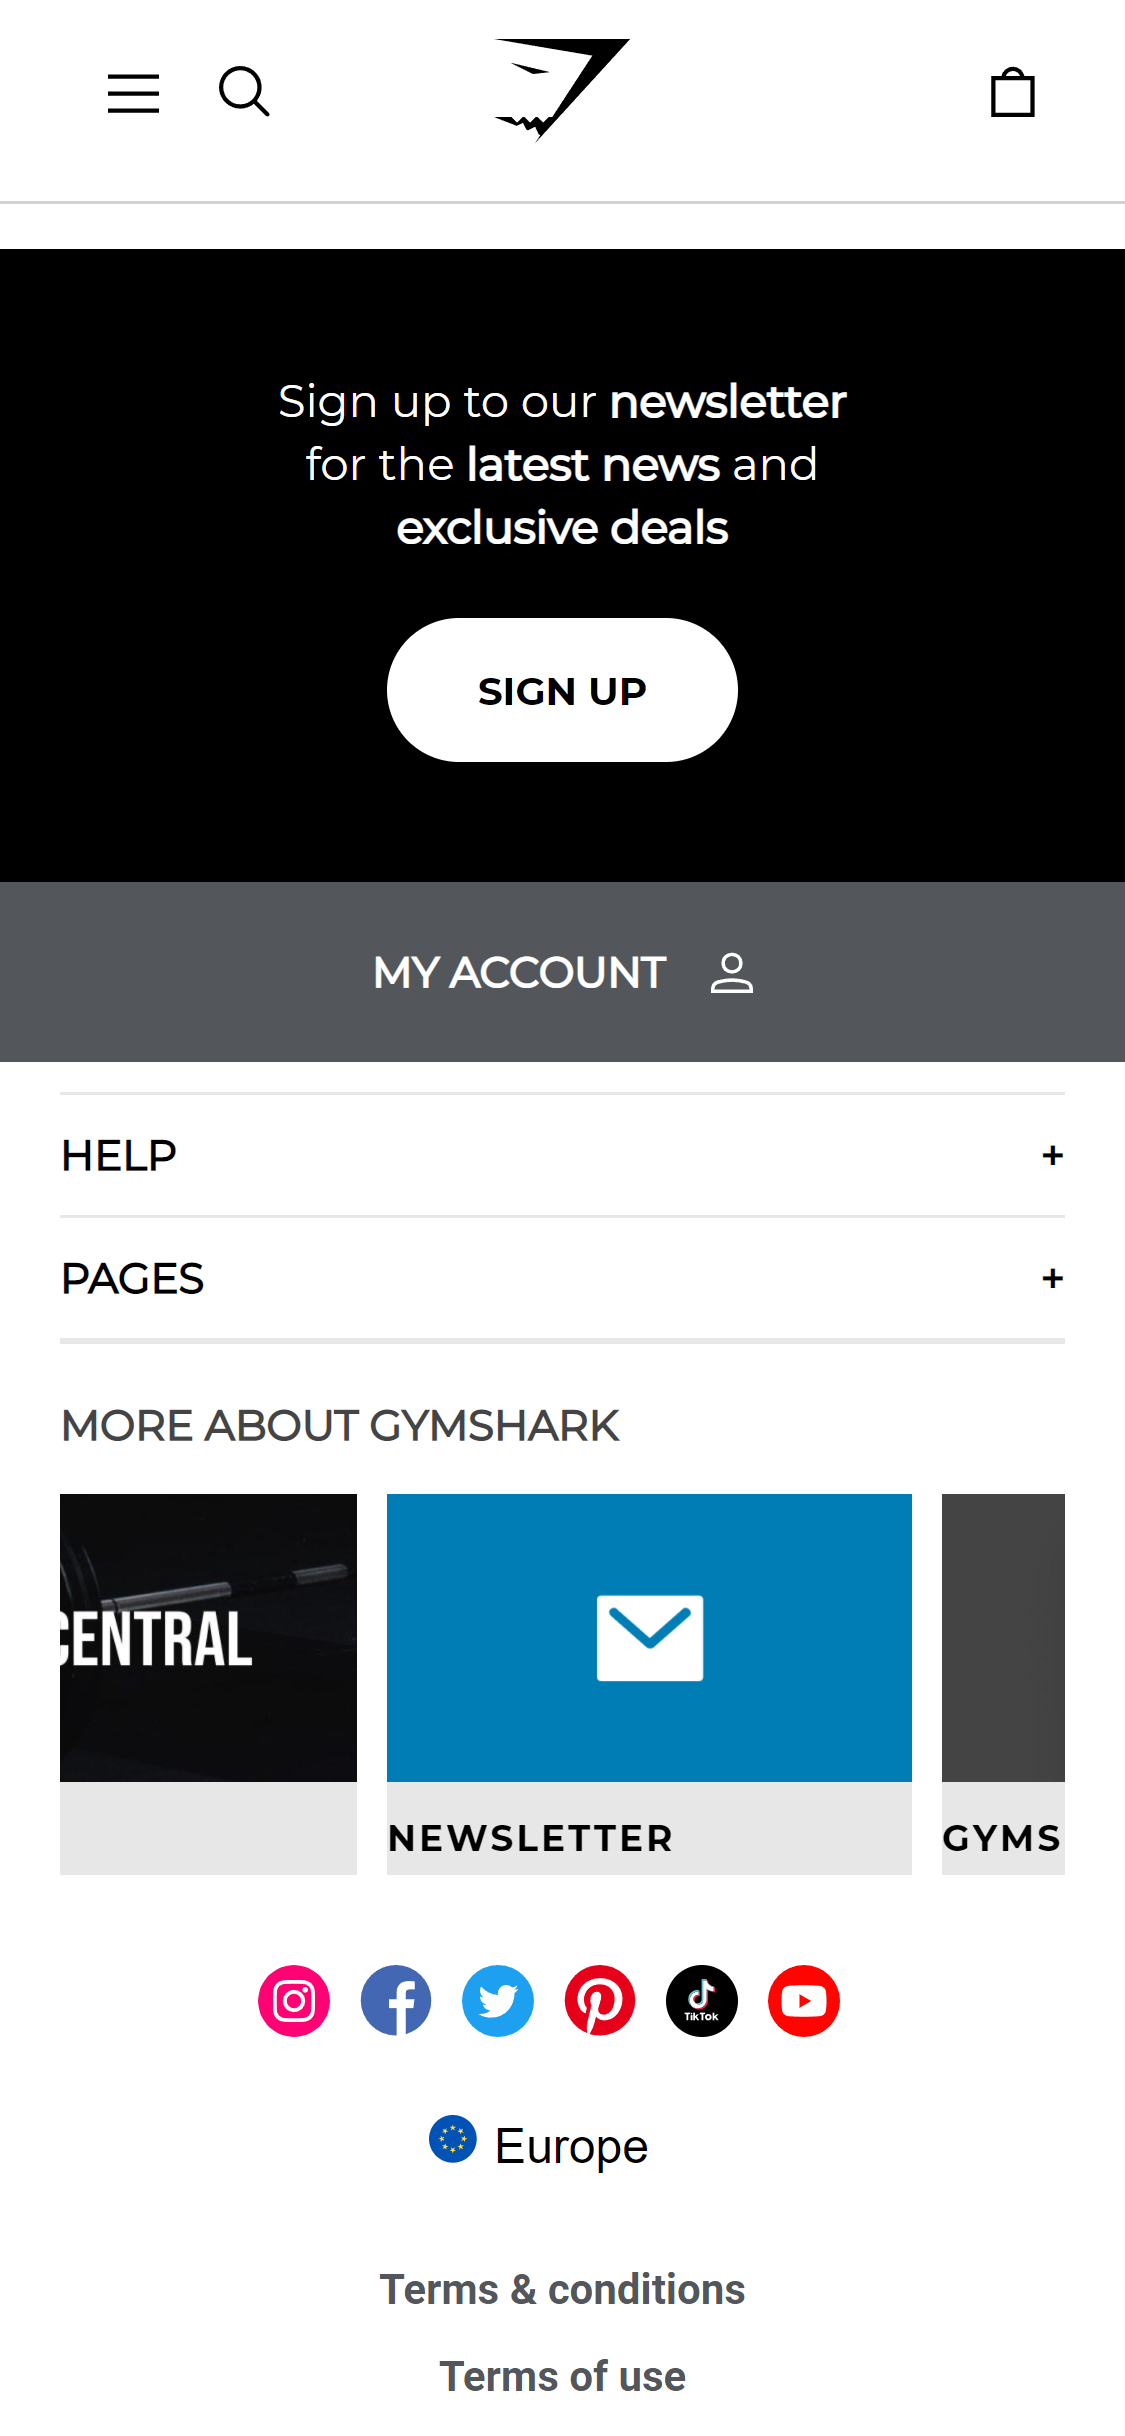 Sign up to our newsletter
for the latest news and
exclusive deals
SIGN UP
MY ACCOUNT
HELP +
PAGES +
MORE ABOUT GYMSHARK
CENTRAL
NEWSLETTER
GYMS
TikTok
Europe
Terms & conditions
Terms of use